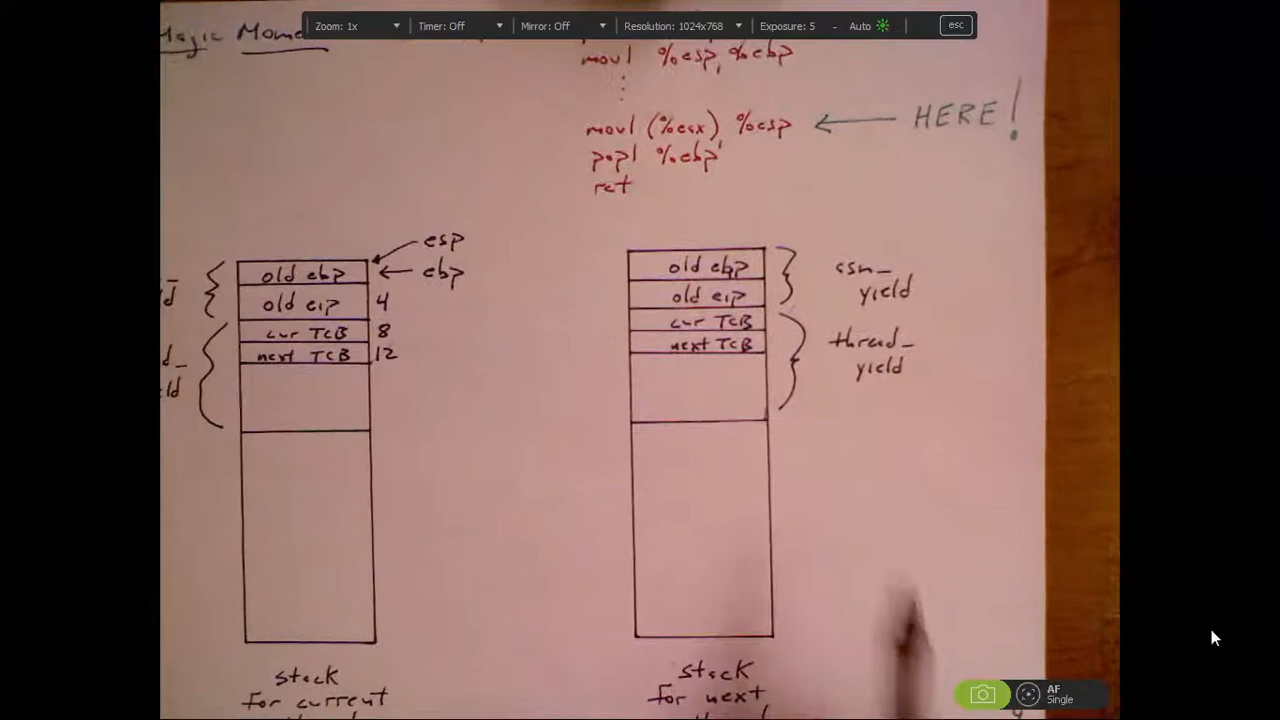 Zoom: 1x Timer: Off Mirror: Off Resolution: 1024x768 Exposure: 5 - Auto esc
Magic
movl %esp, %ebp
movl (%esx), %esp ← HERE!
popl %ebp
ret
esp
old ebp ← ebp
old eip 4
cur TCB 8
next TCB 12
old ebp
old eip
cur TCB
next TCB
asm_
yield
thread_
yield
stack
for current
stack
for next
AF
Single